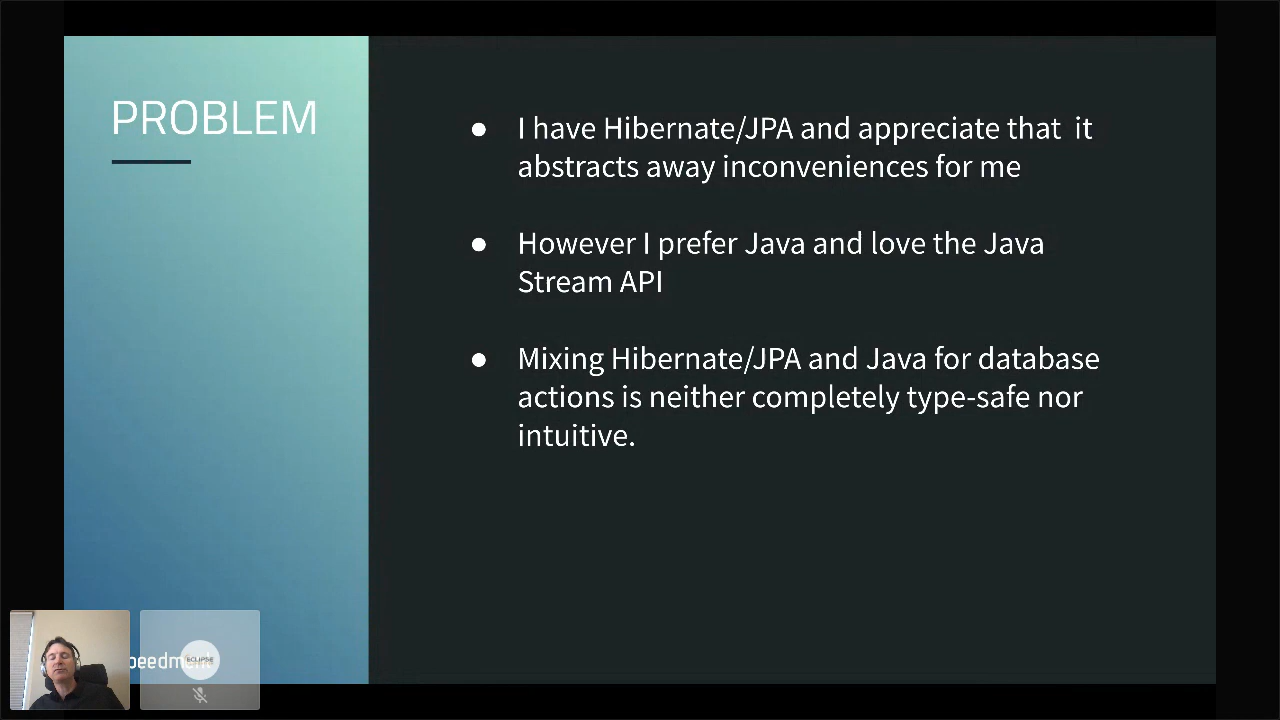 PROBLEM
● I have Hibernate/JPA and appreciate that it
abstracts away inconveniences for me
● However I prefer Java and love the Java
Stream API
● Mixing Hibernate/JPA and Java for database
actions is neither completely type-safe nor
intuitive.
ECLIPSE